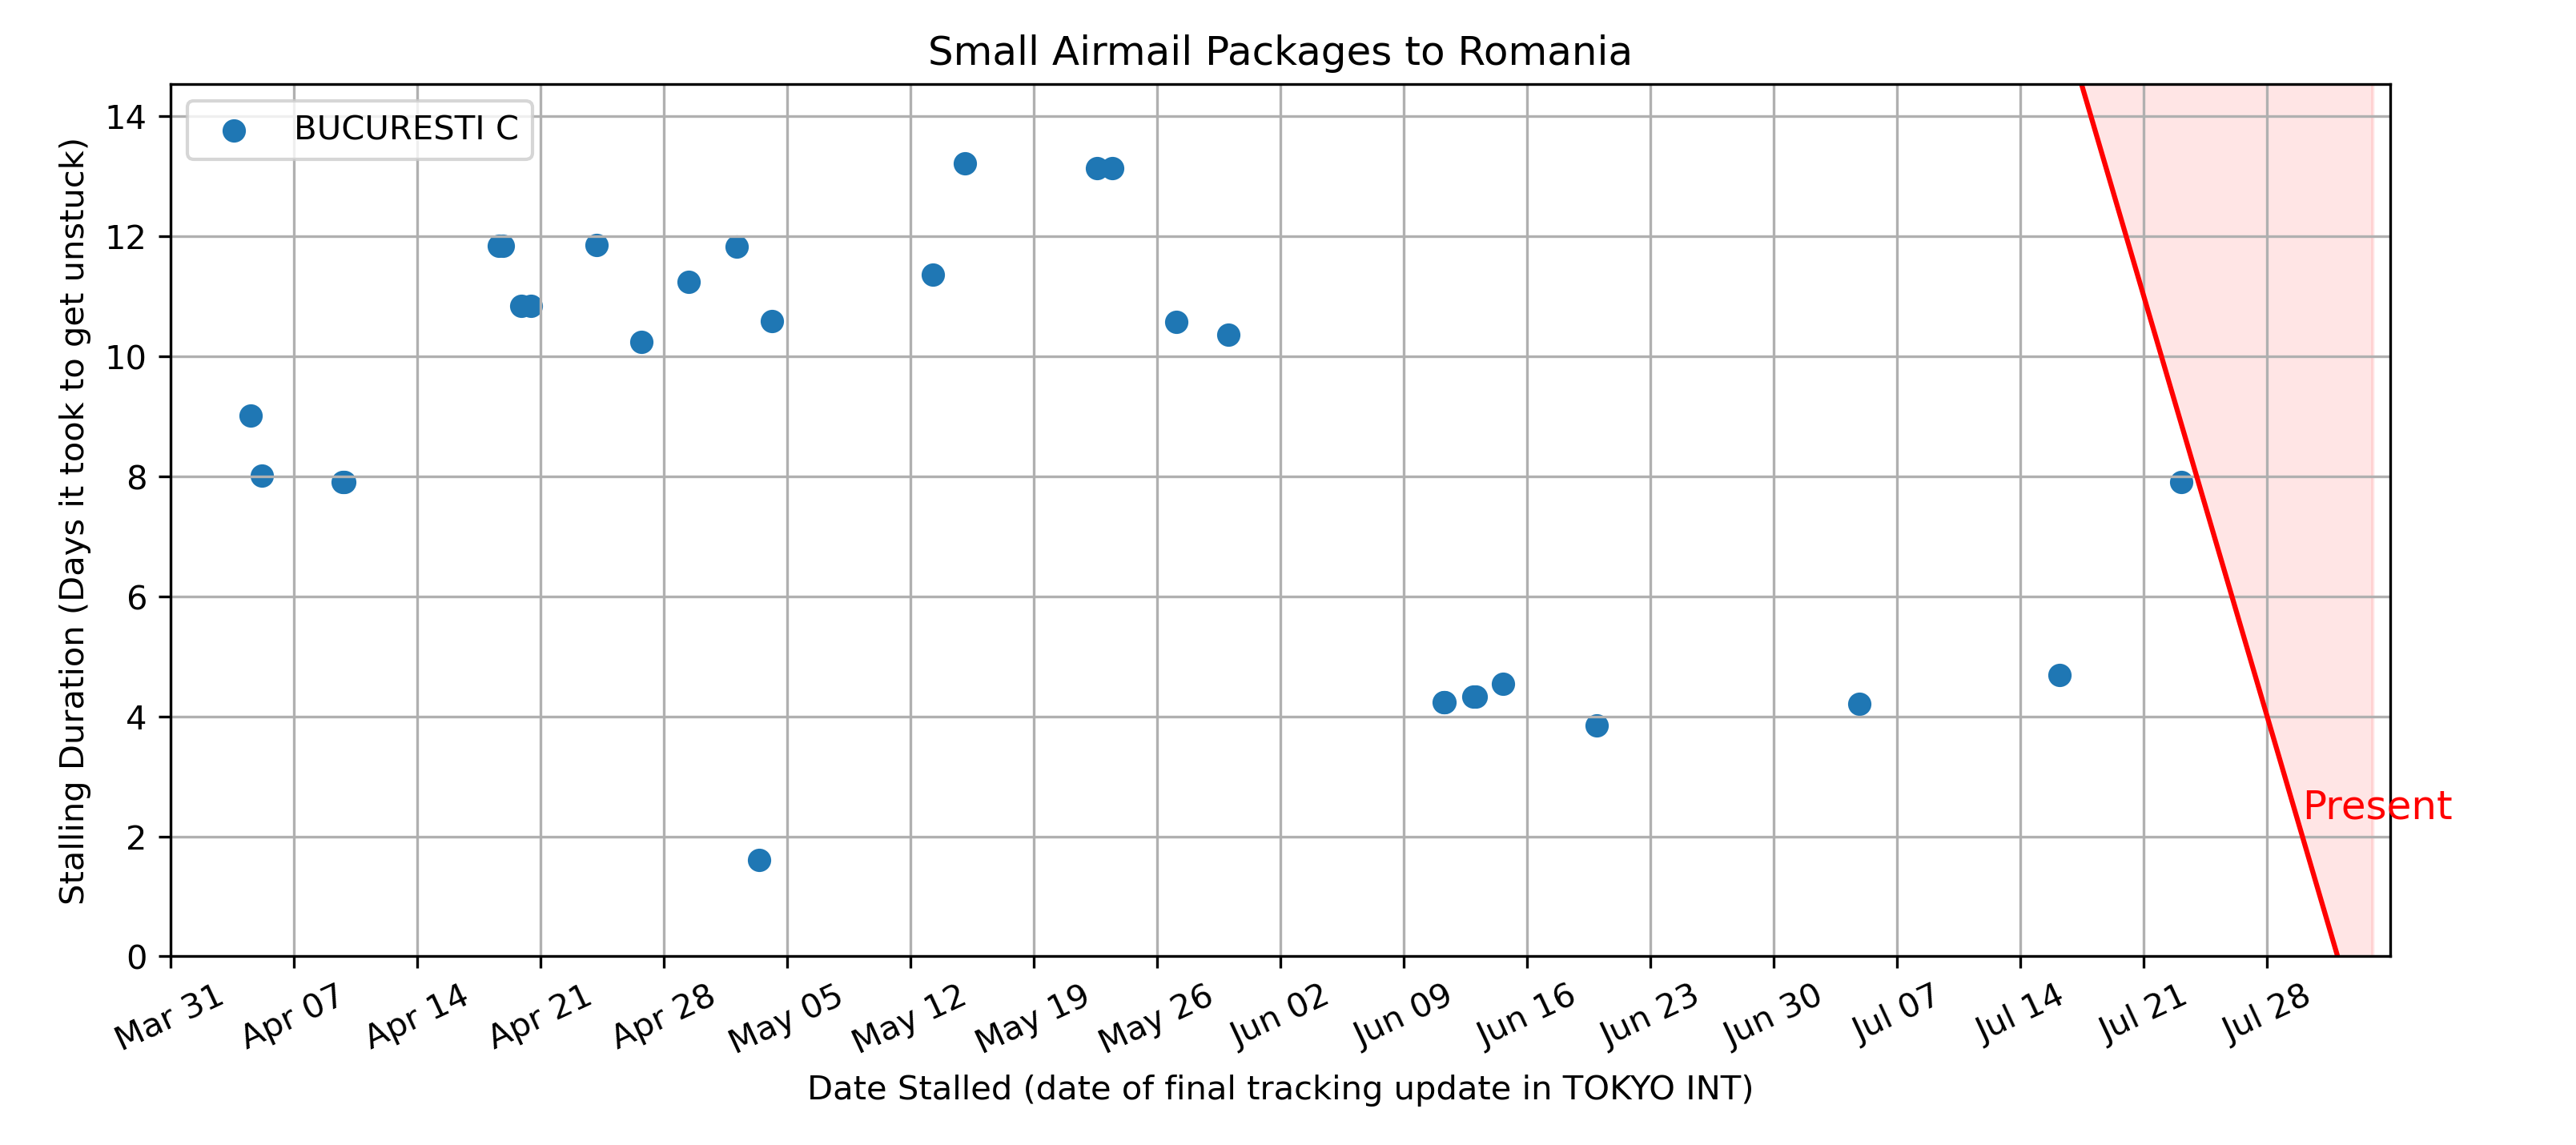 Small Airmail Packages to Romania
BUCURESTI C
Stalling Duration (Days it took to get unstuck)
14
12
10
8
6
4
2
0
Present
Mar 31
Apr 07
Apr 14
Apr 21
Apr 28
May 05
May 12
May 19
May 26
Jun 02
Jun 09
Jun 16
Jun 23
Jun 30
Jul 07
Jul 14
Jul 21
Jul 28
Date Stalled (date of final tracking update in TOKYO INT)